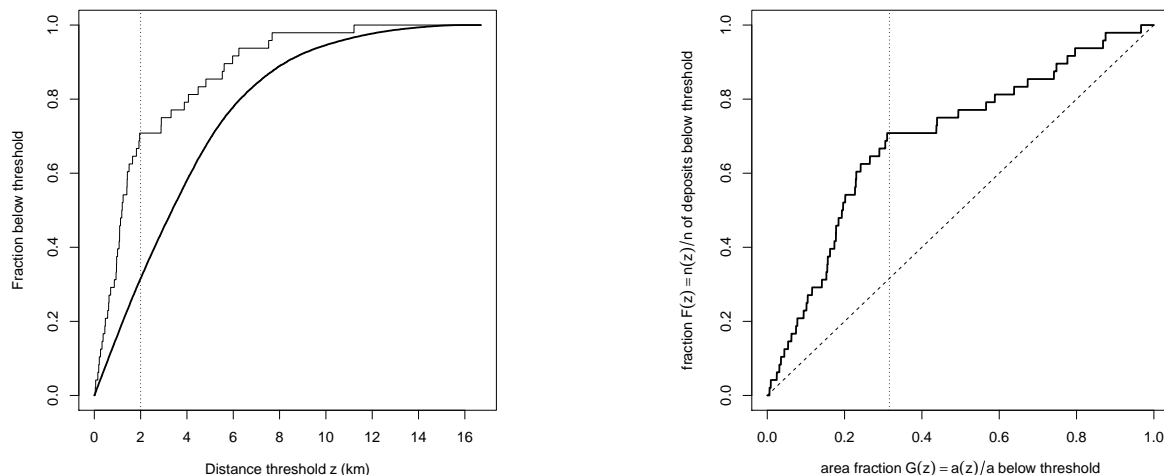 Fraction below threshold
0.0 0.2 0.4 0.6 0.8 1.0
0 2 4 6 8 10 12 14 16
Distance threshold z (km)
fraction F(z) = n(z)/n of deposits below threshold
0.0 0.2 0.4 0.6 0.8 1.0
0.0 0.2 0.4 0.6 0.8 1.0
area fraction G(z) = a(z)/a below threshold